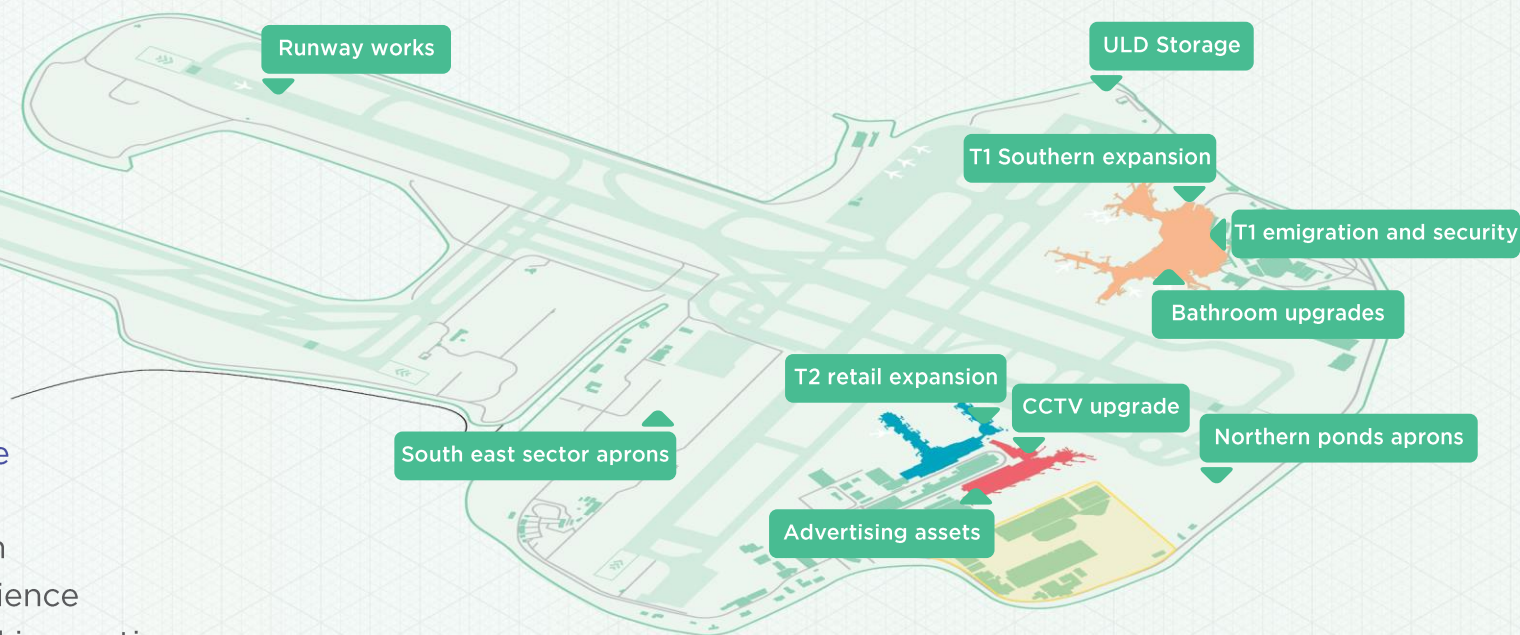 Runway works
ULD Storage
T1 Southern expansion
T1 emigration and security
Bathroom upgrades
T2 retail expansion
CCTV upgrade
Northern ponds aprons
South east sector aprons
Advertising assets